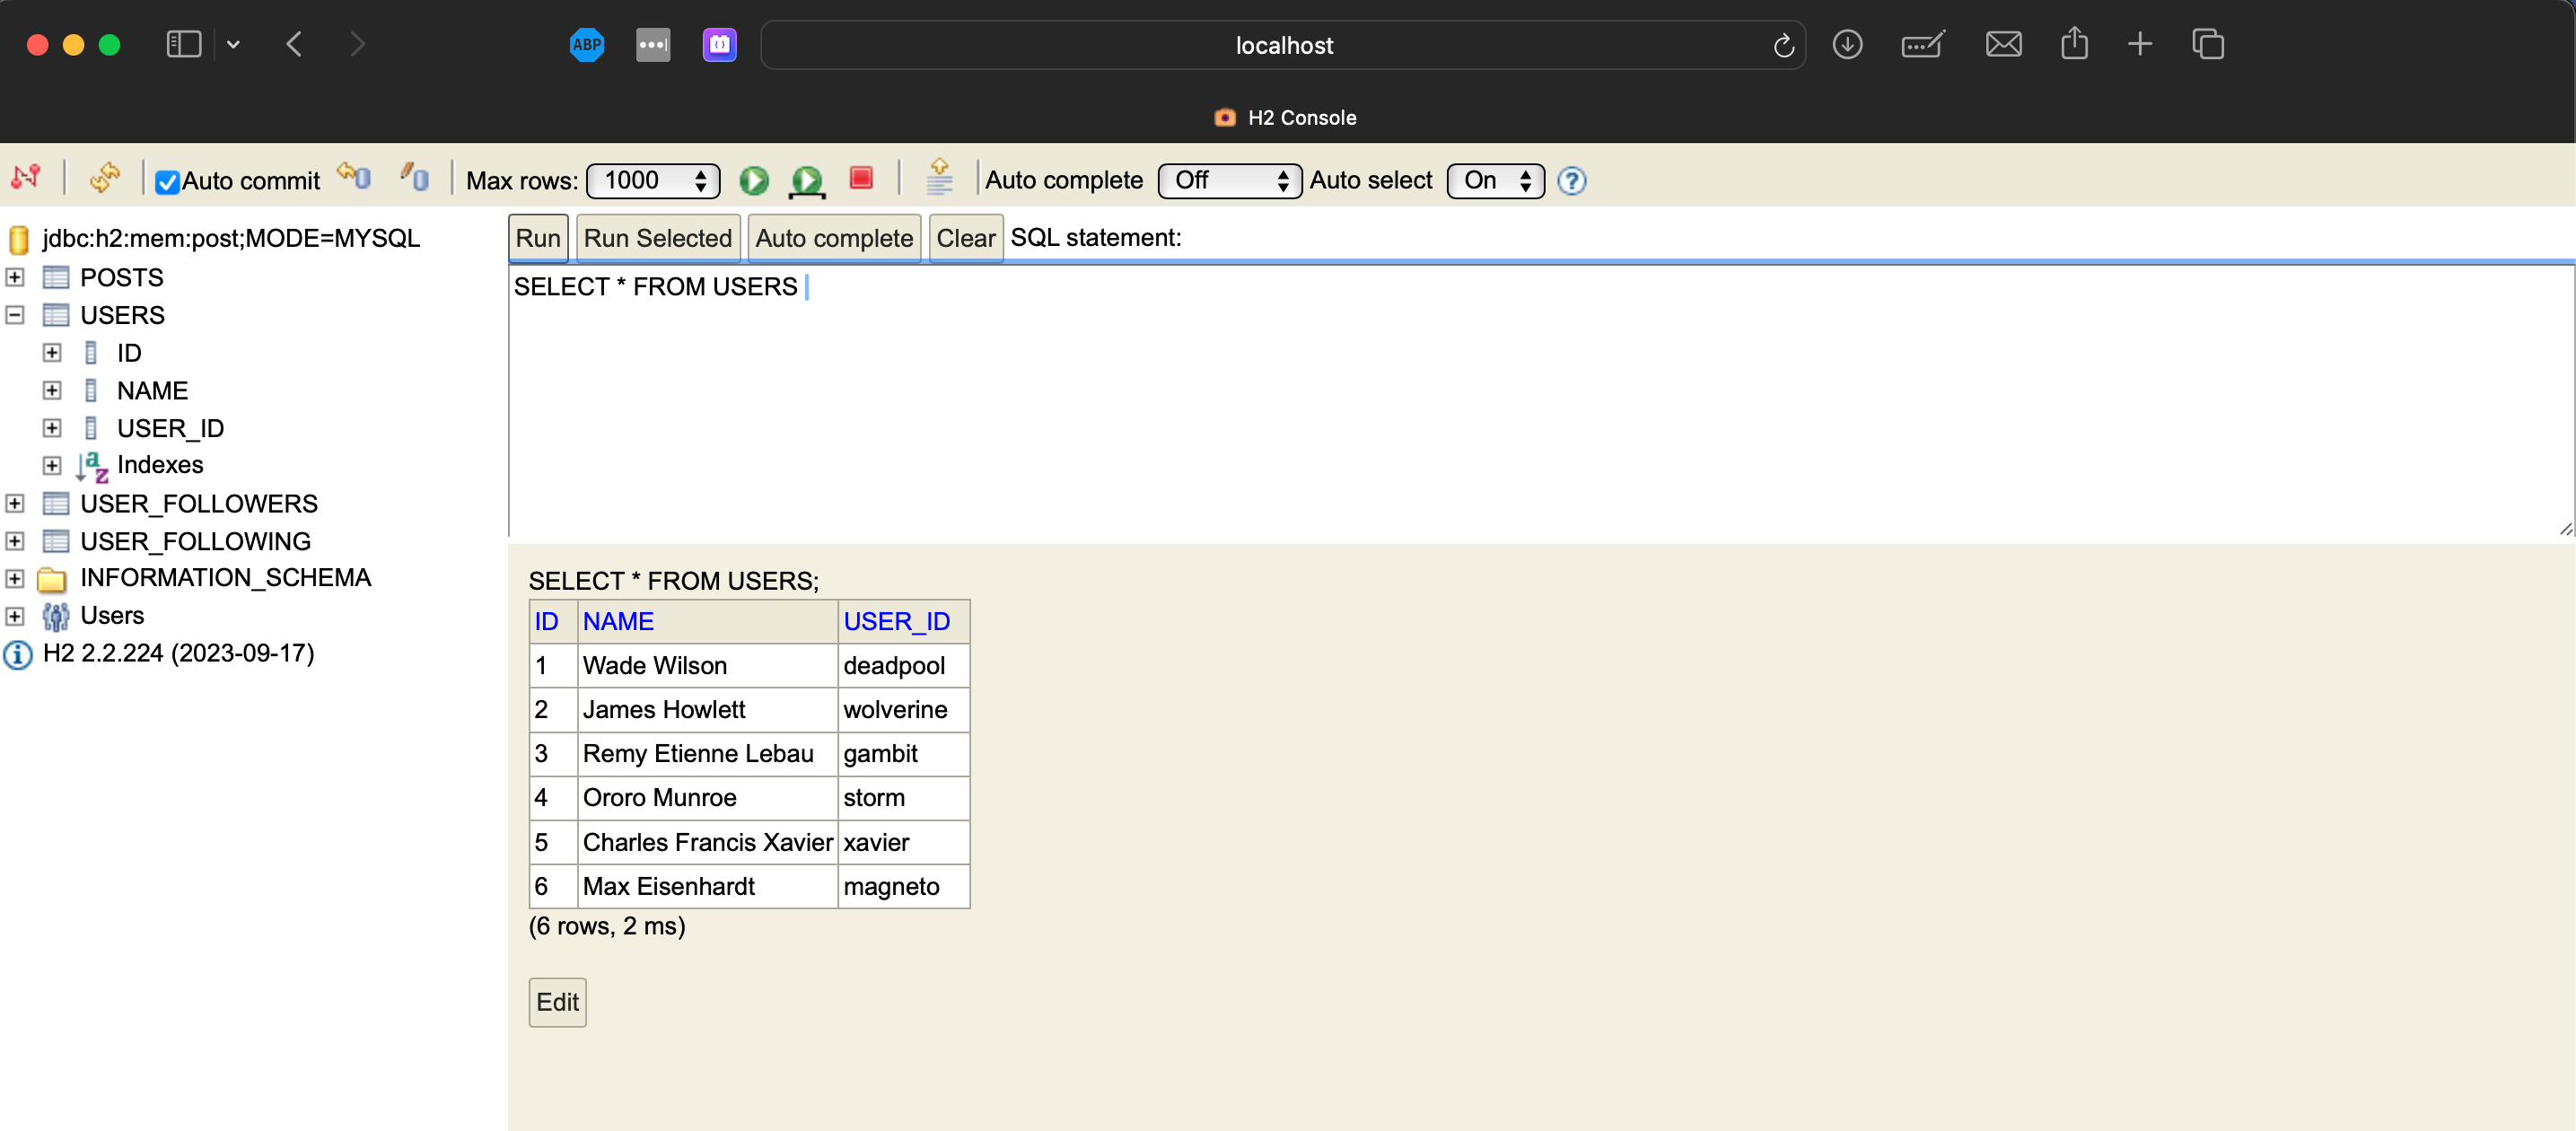 ABP
localhost
H2 Console
Auto commit Max rows: 1000 Auto complete Off Auto select On
jdbc:h2:mem:post;MODE=MYSQL
POSTS
USERS
ID
NAME
USER_ID
Indexes
USER_FOLLOWERS
USER_FOLLOWING
INFORMATION_SCHEMA
Users
H2 2.2.224 (2023-09-17)
Run Run Selected Auto complete Clear SQL statement:
SELECT * FROM USERS
SELECT * FROM USERS;
ID NAME USER_ID
1 Wade Wilson deadpool
2 James Howlett wolverine
3 Remy Etienne Lebau gambit
4 Ororo Munroe storm
5 Charles Francis Xavier xavier
6 Max Eisenhardt magneto
(6 rows, 2 ms)
Edit